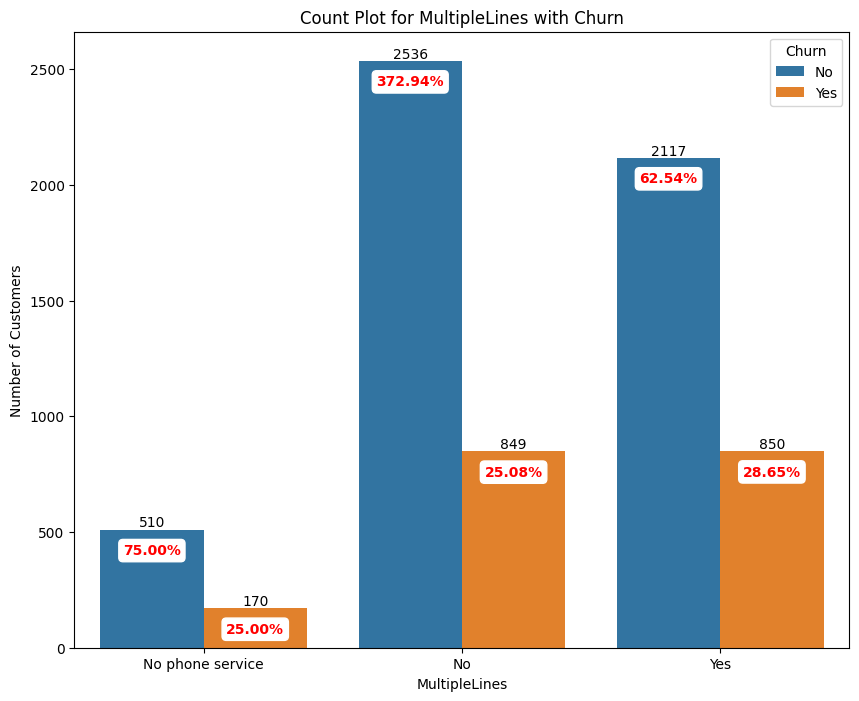 Count Plot for MultipleLines with Churn
Churn
No
Yes
Number of Customers
2500
2000
1500
1000
500
0
510
75.00%
170
25.00%
2536
372.94%
849
25.08%
2117
62.54%
850
28.65%
No phone service
No
Yes
MultipleLines